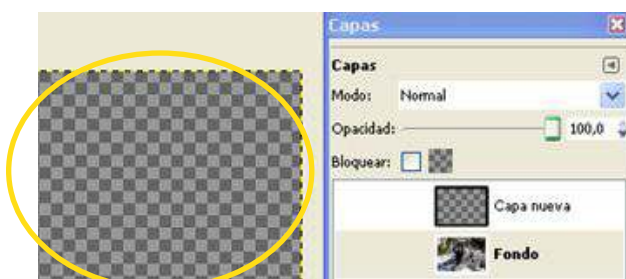 Capas
Capas
Modo: Normal
Opacidad: 100,0
Bloquear:
Capa nueva
Fondo